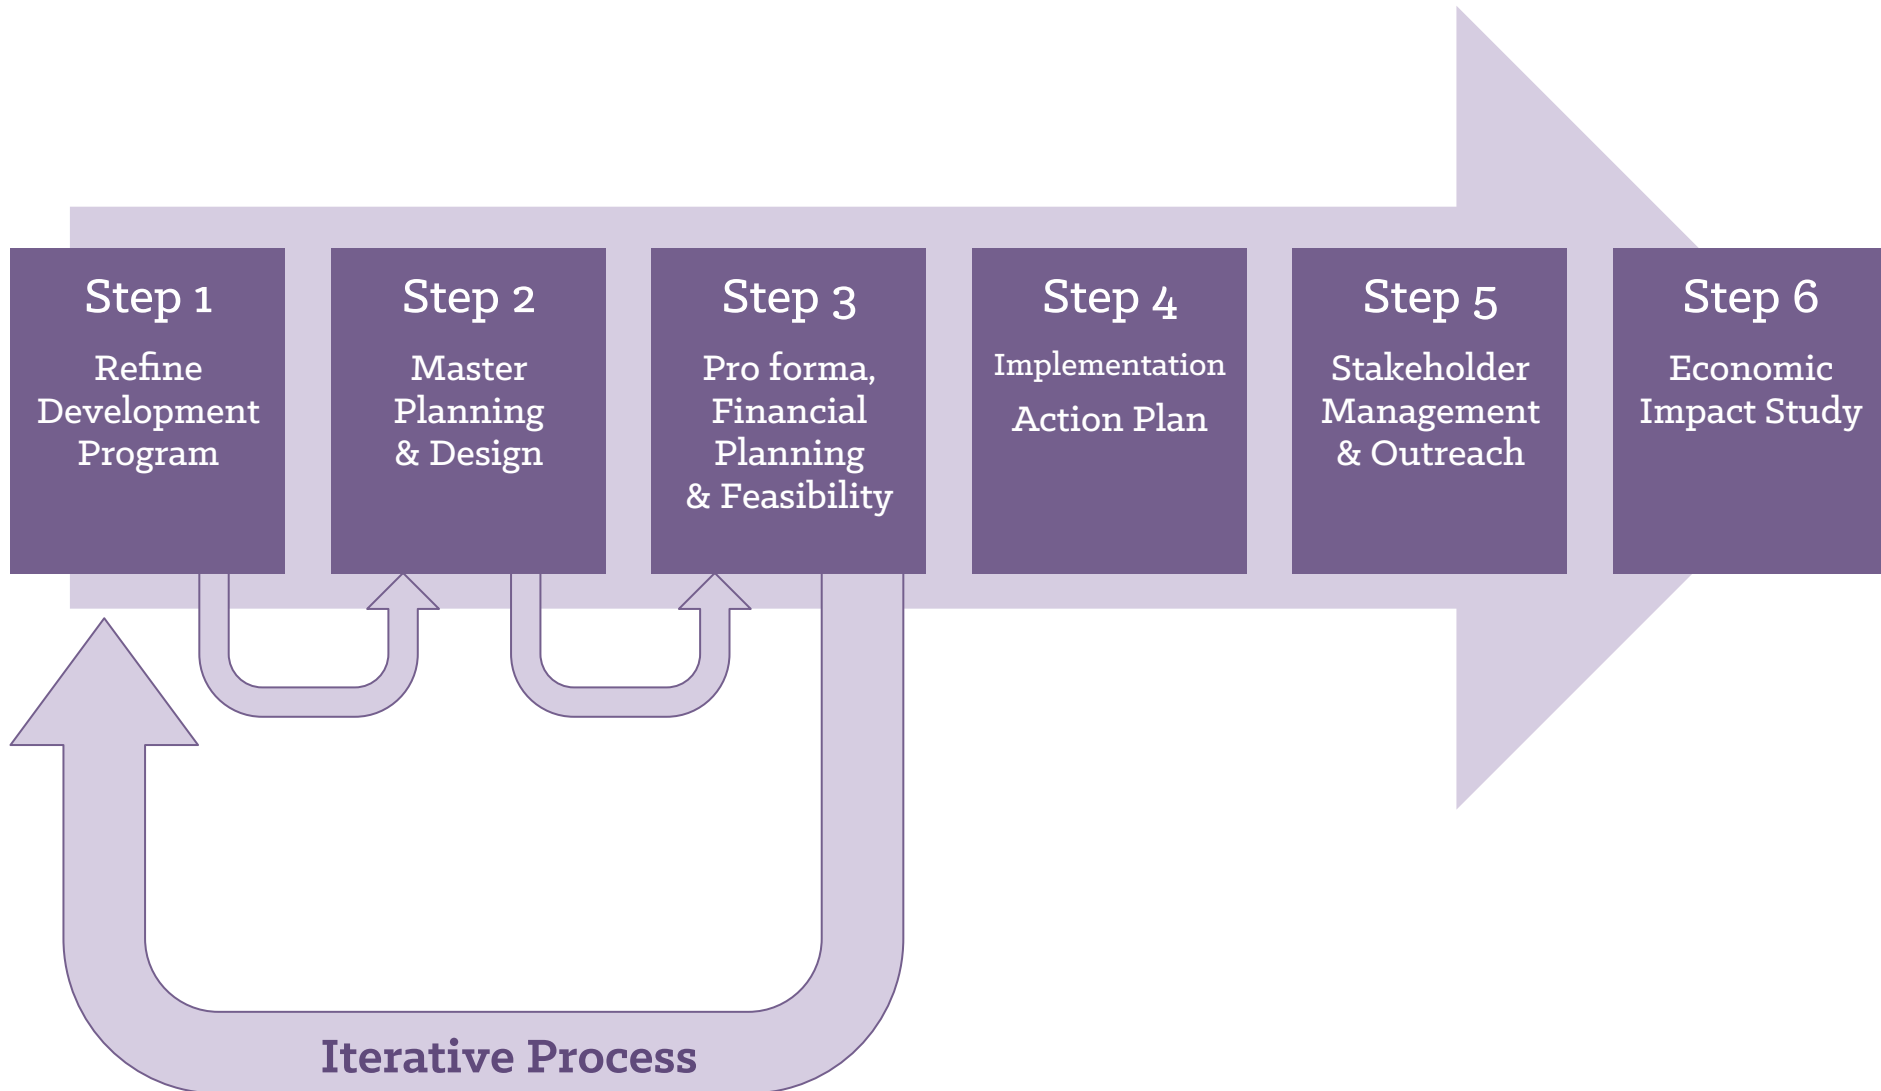 Step 1
Refine
Development
Program
Step 2
Master
Planning
& Design
Step 3
Pro forma,
Financial
Planning
& Feasibility
Step 4
Implementation
Action Plan
Step 5
Stakeholder
Management
& Outreach
Step 6
Economic
Impact Study
Iterative Process